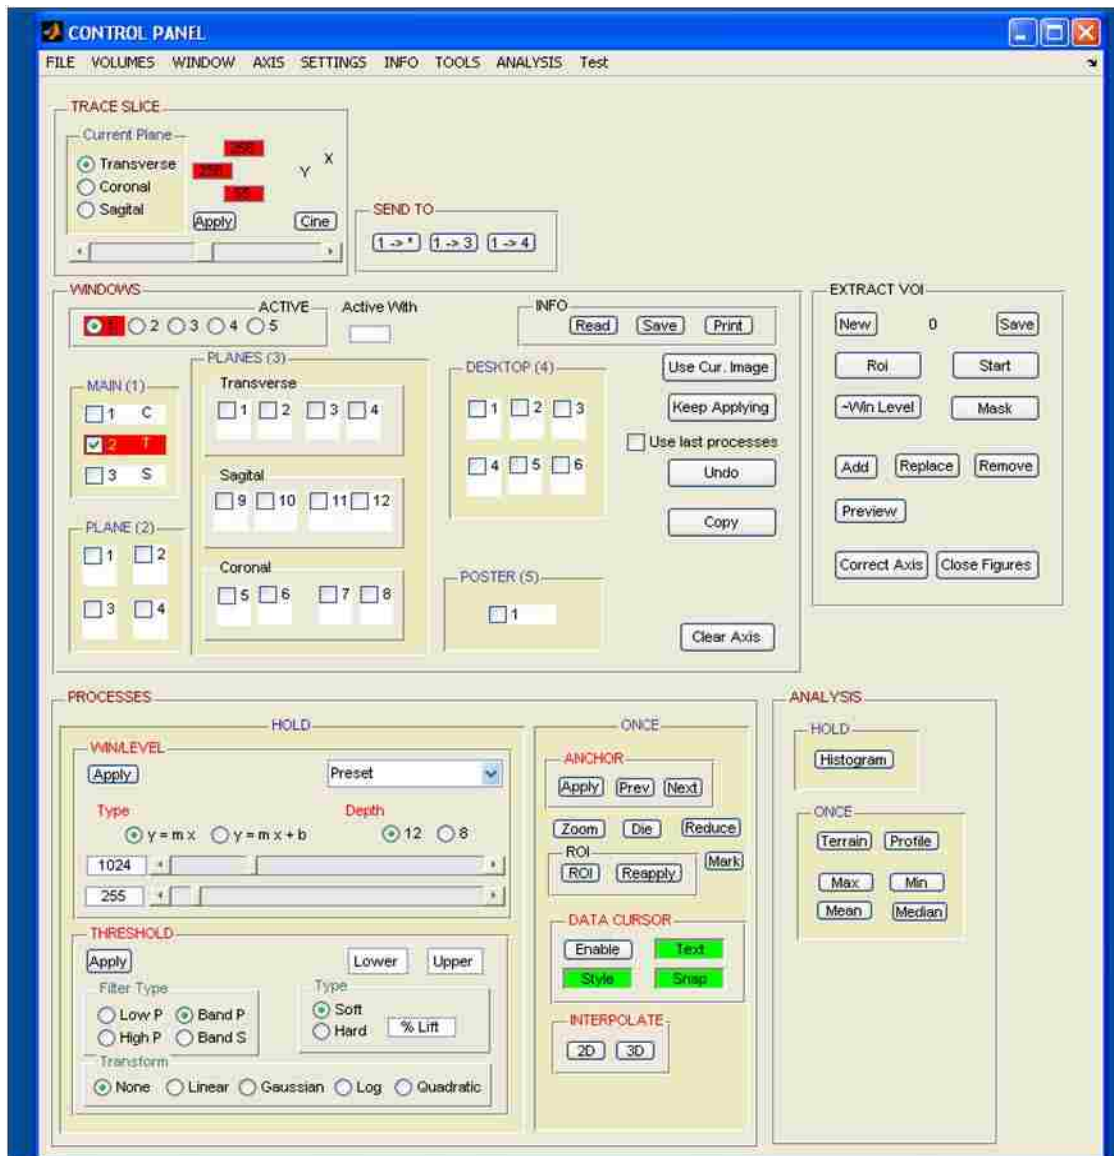 CONTROL PANEL
FILE VOLUMES WINDOW AXIS SETTINGS INFO TOOLS ANALYSIS Test
TRACE SLICE
Current Plane
Transverse
Coronal
Sagital
256
X
256
Y
Apply
Cine
SEND TO
1 -> * 1 -> 3 1 -> 4
WINDOWS
ACTIVE
1 2 3 4 5
Active With
INFO
Read Save Print
MAIN (1)
1 C
2 T
3 S
PLANE (2)
1 2
3 4
PLANES (3)
Transverse
1 2 3 4
Sagital
9 10 11 12
Coronal
5 6 7 8
DESKTOP (4)
1 2 3
4 5 6
POSTER (5)
1
Use Cur. Image
Keep Applying
Use last processes
Undo
Copy
Clear Axis
EXTRACT VOI
New 0 Save
Roi Start
~Win Level Mask
Add Replace Remove
Preview
Correct Axis Close Figures
PROCESSES
HOLD
WIN/LEVEL
Apply Preset
Type Depth
y = m x y = m x + b 12 8
1024
255
THRESHOLD
Apply Lower Upper
Filter Type
Low P Band P
High P Band S
Type
Soft
Hard % Lift
Transform
None Linear Gaussian Log Quadratic
ONCE
ANCHOR
Apply Prev Next
Zoom Die Reduce
ROI
ROI Reapply
Mark
DATA CURSOR
Enable Text
Style Snap
INTERPOLATE
2D 3D
ANALYSIS
HOLD
Histogram
ONCE
Terrain Profile
Max Min
Mean Median